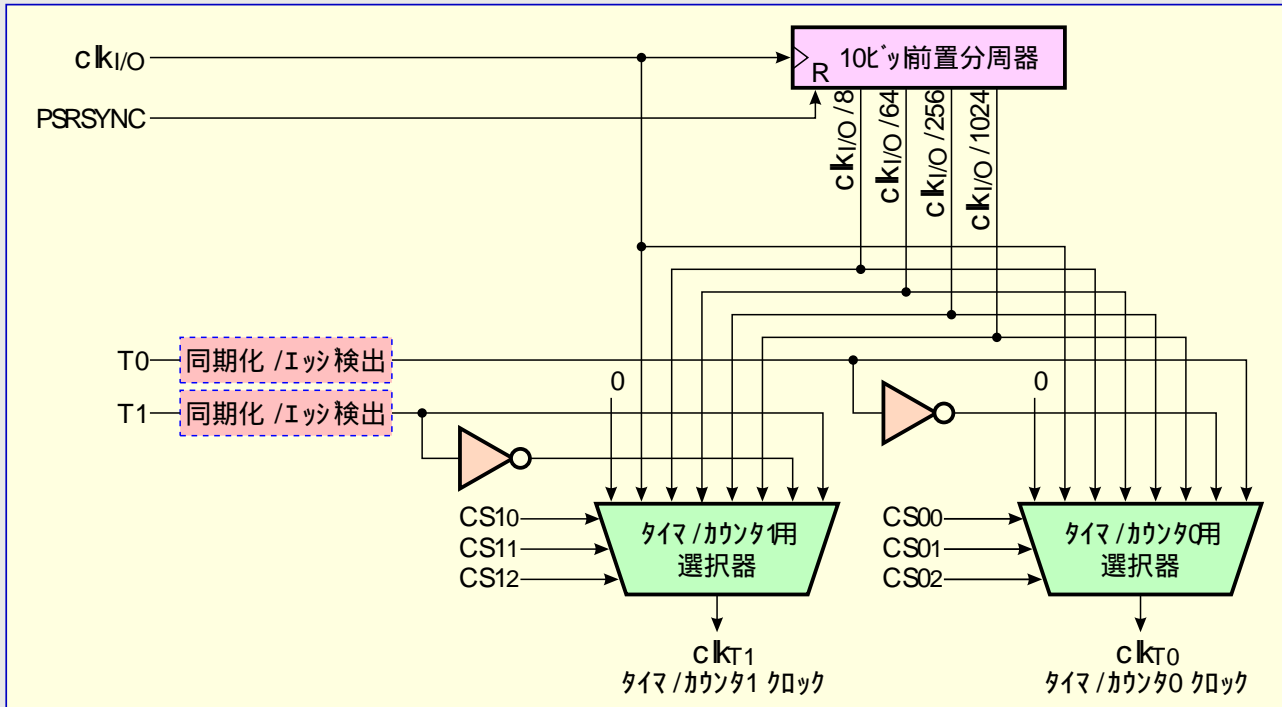 clkI/O
PSRSYNC
10ビット前置分周器
R
clkI/O /8
clkI/O /64
clkI/O /256
clkI/O /1024
T0
同期化 /エッジ検出
T1
同期化 /エッジ検出
0
0
CS10
CS11
CS12
タイマ /カウンタ1用
選択器
CS00
CS01
CS02
タイマ /カウンタ0用
選択器
clkT1
タイマ /カウンタ1 クロック
clkT0
タイマ /カウンタ0 クロック